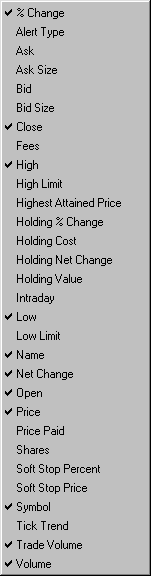 % Change
Alert Type
Ask
Ask Size
Bid
Bid Size
Close
Fees
High
High Limit
Highest Attained Price
Holding % Change
Holding Cost
Holding Net Change
Holding Value
Intraday
Low
Low Limit
Name
Net Change
Open
Price
Price Paid
Shares
Soft Stop Percent
Soft Stop Price
Symbol
Tick Trend
Trade Volume
Volume